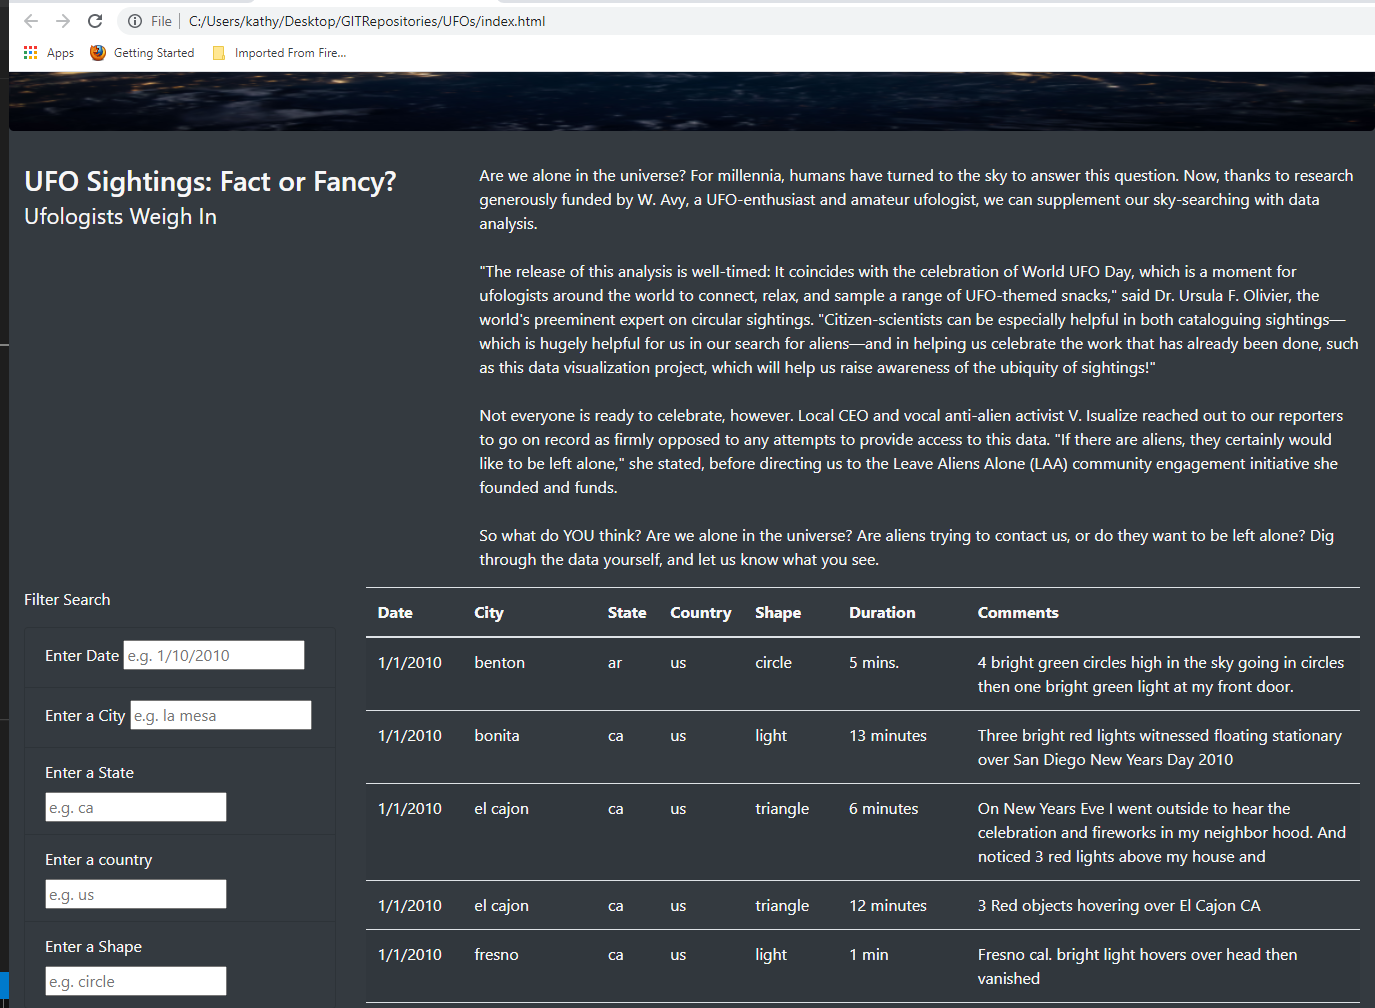 File C:/Users/kathy/Desktop/GITRepositories/UFOs/index.html
Apps Getting Started Imported From Fire...
UFO Sightings: Fact or Fancy?
Ufologists Weigh In
Are we alone in the universe? For millennia, humans have turned to the sky to answer this question. Now, thanks to research
generously funded by W. Avy, a UFO-enthusiast and amateur ufologist, we can supplement our sky-searching with data
analysis.
"The release of this analysis is well-timed: It coincides with the celebration of World UFO Day, which is a moment for
ufologists around the world to connect, relax, and sample a range of UFO-themed snacks," said Dr. Ursula F. Olivier, the
world's preeminent expert on circular sightings. "Citizen-scientists can be especially helpful in both cataloguing sightings—
which is hugely helpful for us in our search for aliens—and in helping us celebrate the work that has already been done, such
as this data visualization project, which will help us raise awareness of the ubiquity of sightings!"
Not everyone is ready to celebrate, however. Local CEO and vocal anti-alien activist V. Isualize reached out to our reporters
to go on record as firmly opposed to any attempts to provide access to this data. "If there are aliens, they certainly would
like to be left alone," she stated, before directing us to the Leave Aliens Alone (LAA) community engagement initiative she
founded and funds.
So what do YOU think? Are we alone in the universe? Are aliens trying to contact us, or do they want to be left alone? Dig
through the data yourself, and let us know what you see.
Filter Search
Enter Date e.g. 1/10/2010
Enter a City e.g. la mesa
Enter a State
e.g. ca
Enter a country
e.g. us
Enter a Shape
e.g. circle
Date City State Country Shape Duration Comments
1/1/2010 benton ar us circle 5 mins. 4 bright green circles high in the sky going in circles
then one bright green light at my front door.
1/1/2010 bonita ca us light 13 minutes Three bright red lights witnessed floating stationary
over San Diego New Years Day 2010
1/1/2010 el cajon ca us triangle 6 minutes On New Years Eve I went outside to hear the
celebration and fireworks in my neighbor hood. And
noticed 3 red lights above my house and
1/1/2010 el cajon ca us triangle 12 minutes 3 Red objects hovering over El Cajon CA
1/1/2010 fresno ca us light 1 min Fresno cal. bright light hovers over head then
vanished